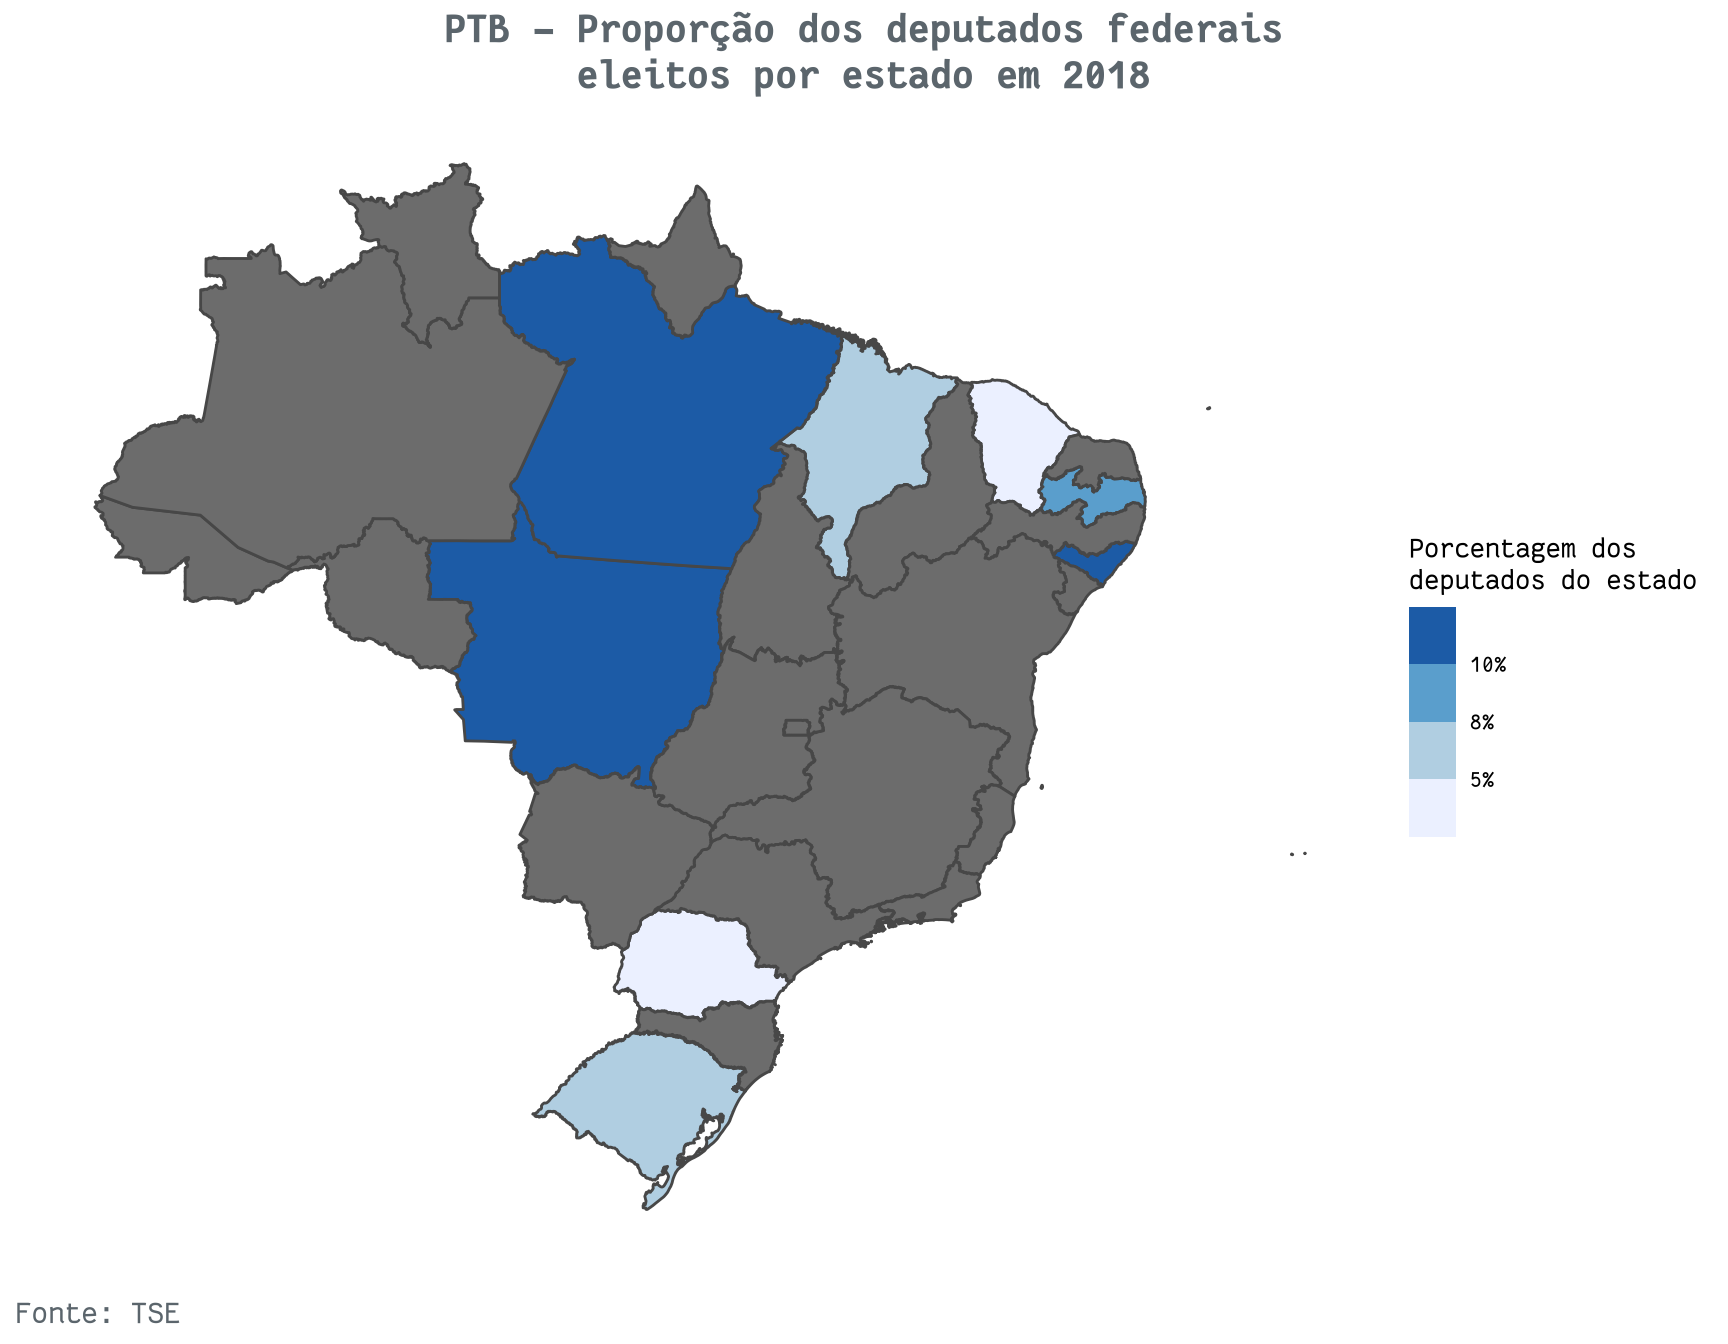 PTB – Proporção dos deputados federais
eleitos por estado em 2018
Porcentagem dos
deputados do estado
10%
8%
5%
Fonte: TSE